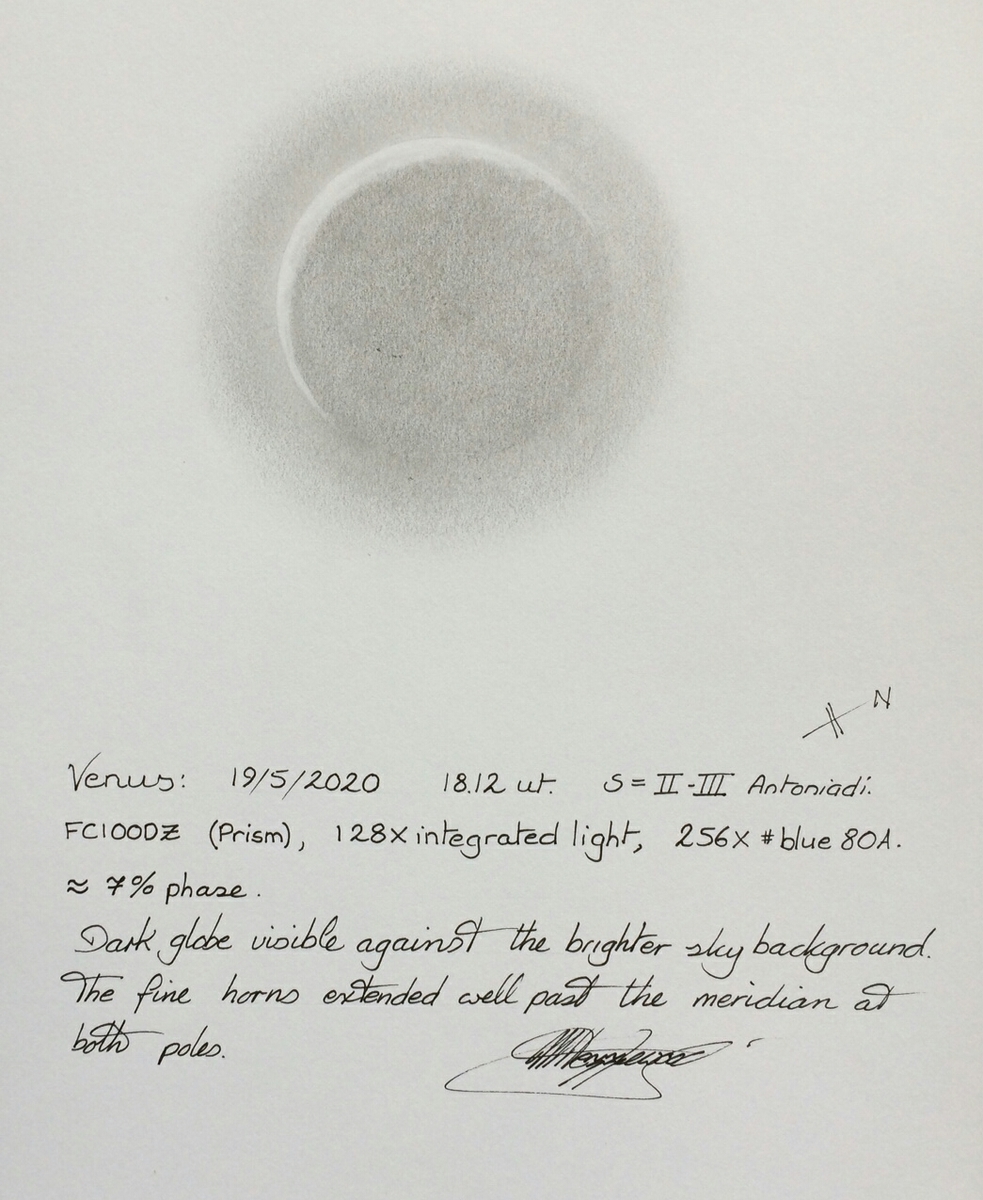 N
Venus: 19/5/2020 18.12 ut. S = II-III Antoniadi.
FC100DZ (Prism), 128x integrated light, 256x # blue 80A.
≈ 7% phase.
Dark globe visible against the brighter sky background.
The fine horns extended well past the meridian at
both poles.